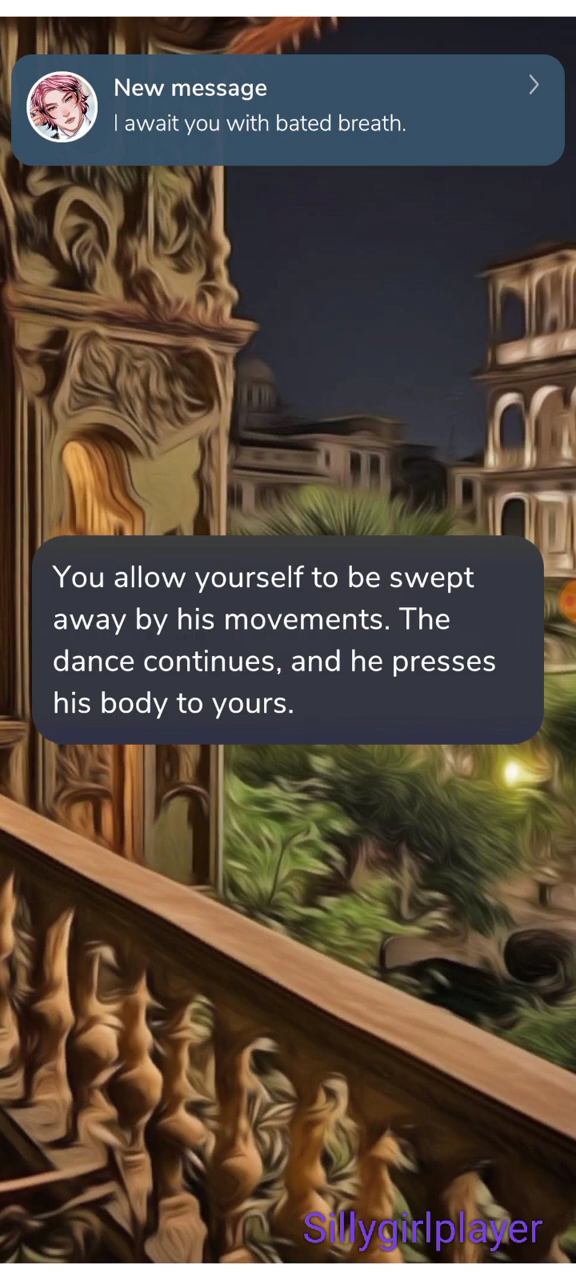 New message
I await you with bated breath.
You allow yourself to be swept
away by his movements. The
dance continues, and he presses
his body to yours.
Sillygirlplayer